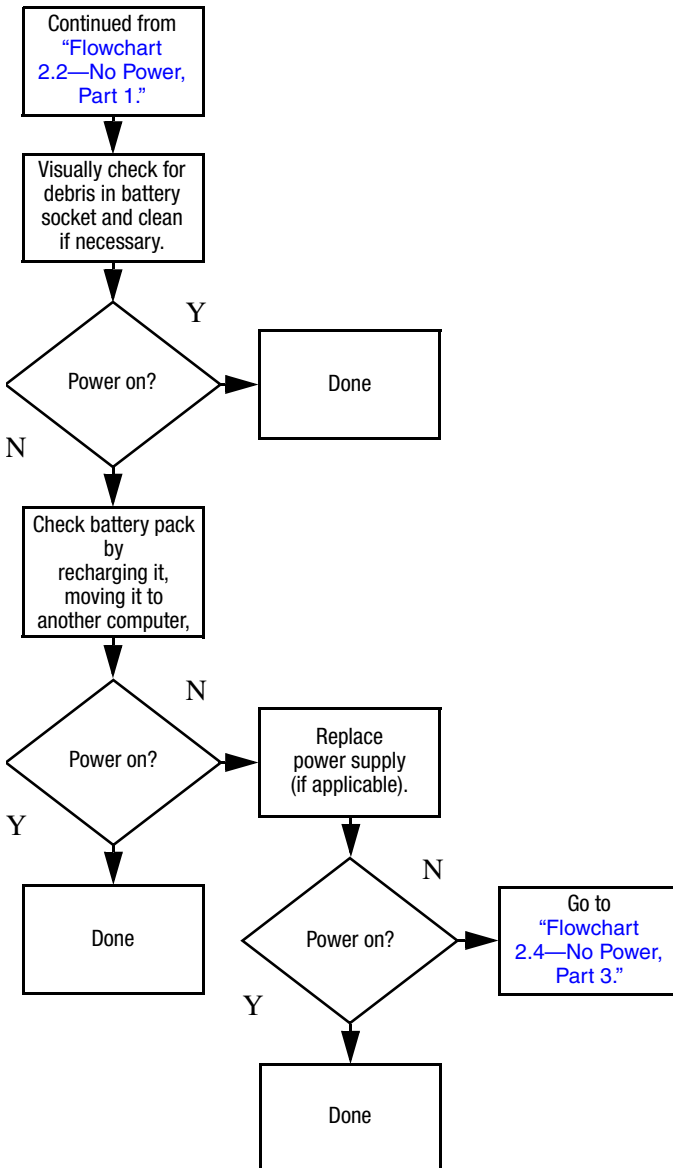 Continued from
“Flowchart
2.2—No Power,
Part 1.”
Visually check for
debris in battery
socket and clean
if necessary.
Y
Power on?
Done
N
Check battery pack
by
recharging it,
moving it to
another computer,
N
Power on?
Replace
power supply
(if applicable).
Y
Done
N
Power on?
Go to
“Flowchart
2.4—No Power,
Part 3.”
Y
Done